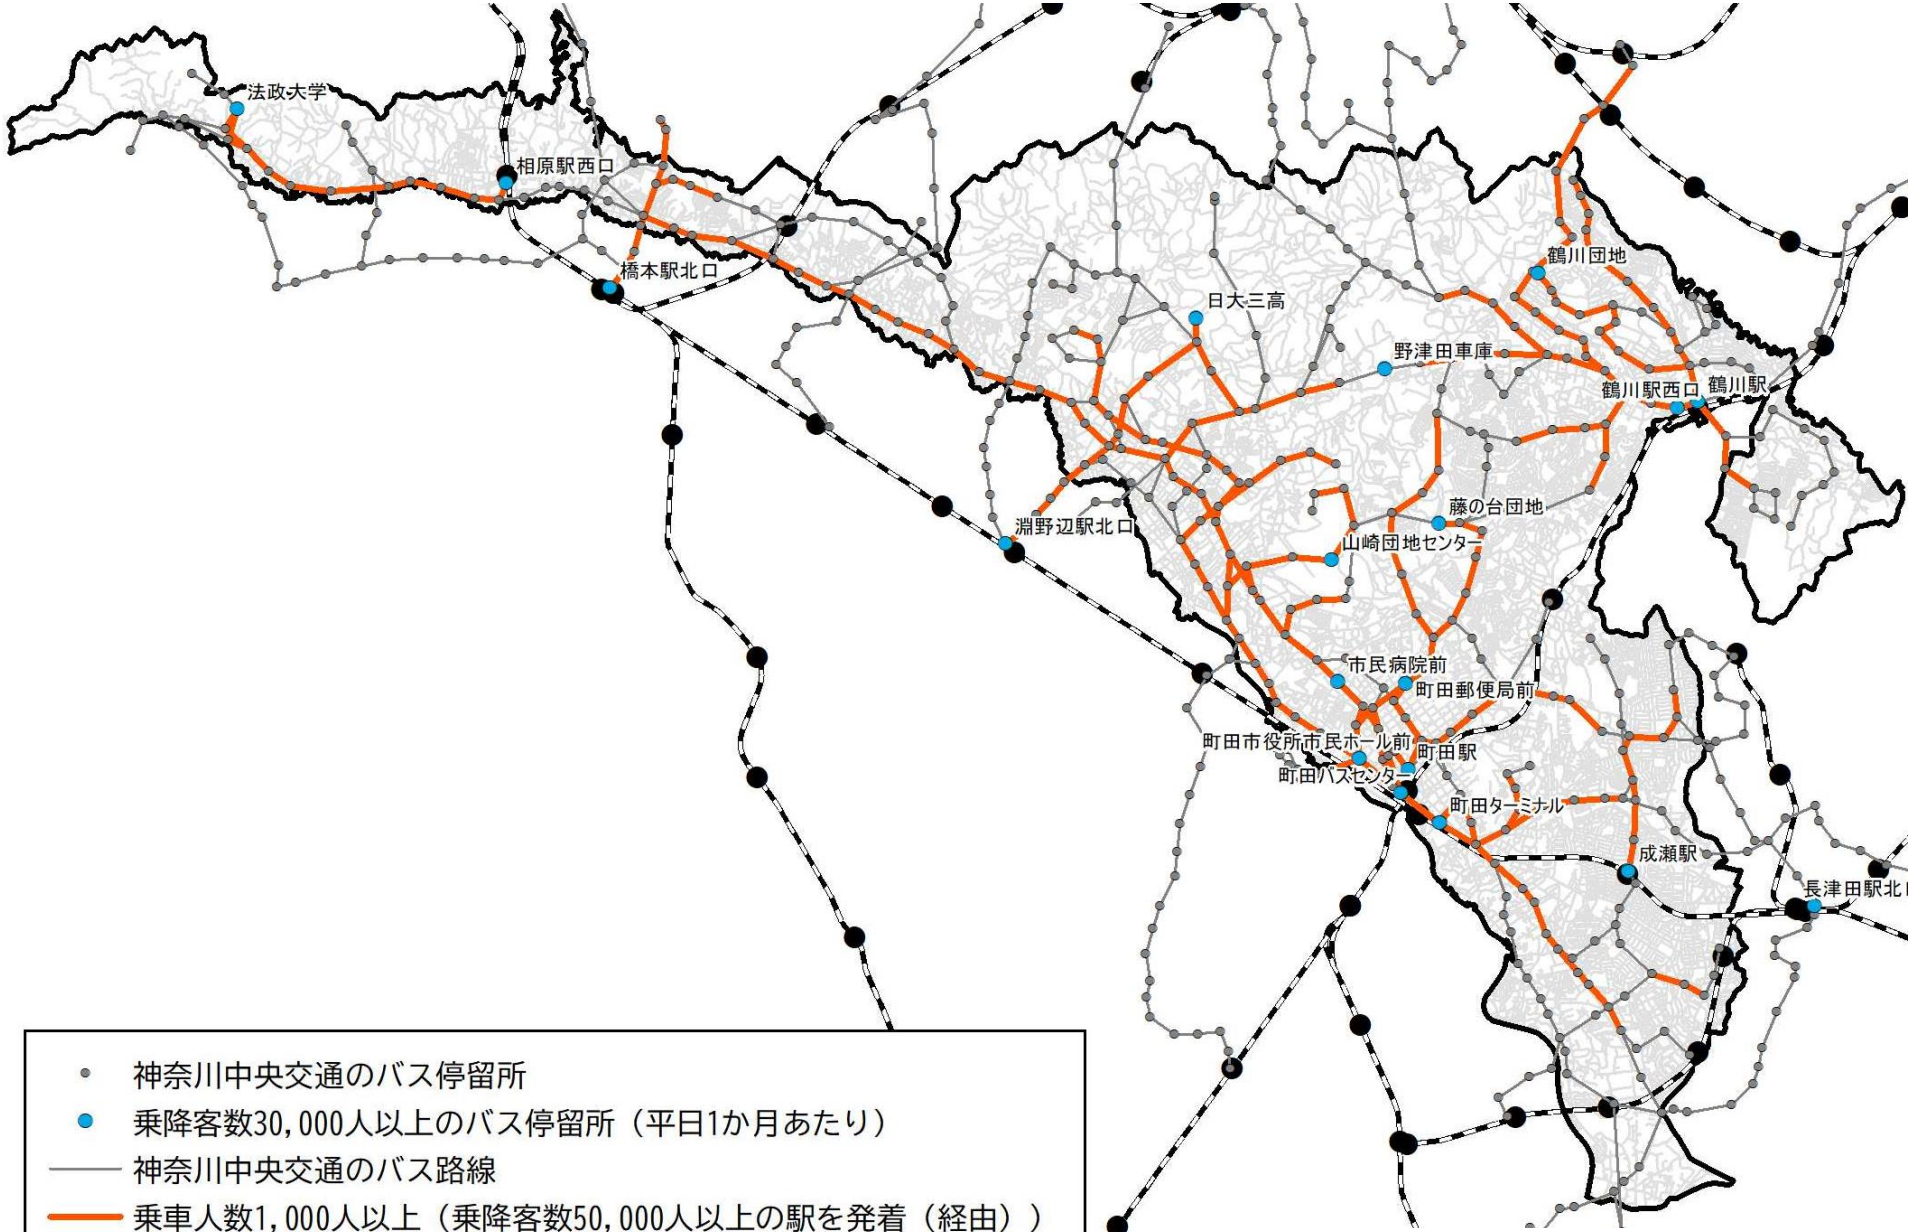 法政大学
相原駅西口
橋本駅北口
鶴川団地
日大三高
野津田車庫
鶴川駅西口
鶴川駅
藤の台団地
淵野辺駅北口
山崎団地センター
市民病院前
町田郵便局前
町田市役所市民ホール前
町田駅
町田バスセンター
町田ターミナル
成瀬駅
長津田駅北口
神奈川中央交通のバス停留所
乗降客数30,000人以上のバス停留所（平日1か月あたり）
神奈川中央交通のバス路線
乗車人数1,000人以上（乗降客数50,000人以上の駅を発着（経由））